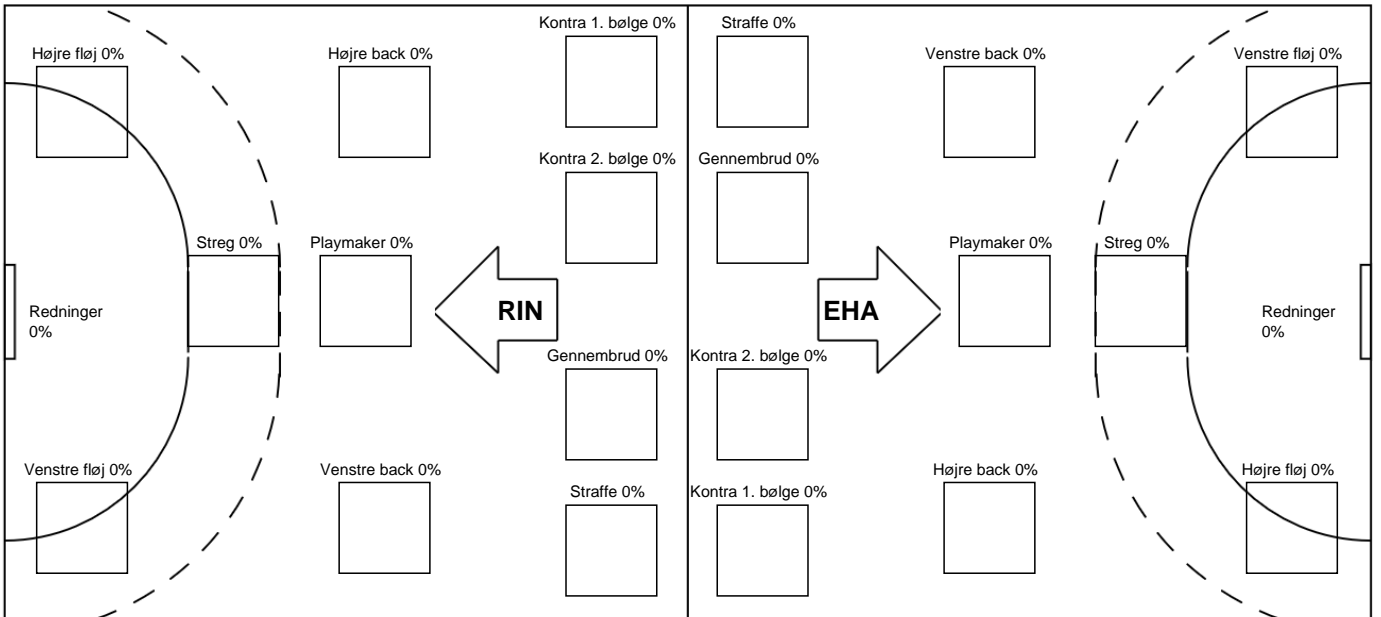 Kontra 1. bølge 0%
Straffe 0%
Højre fløj 0%
Højre back 0%
Venstre back 0%
Venstre fløj 0%
Kontra 2. bølge 0%
Gennembrud 0%
Streg 0%
Playmaker 0%
Playmaker 0%
Streg 0%
Redninger
0%
RIN
EHA
Redninger
0%
Gennembrud 0%
Kontra 2. bølge 0%
Venstre fløj 0%
Venstre back 0%
Højre back 0%
Højre fløj 0%
Straffe 0%
Kontra 1. bølge 0%